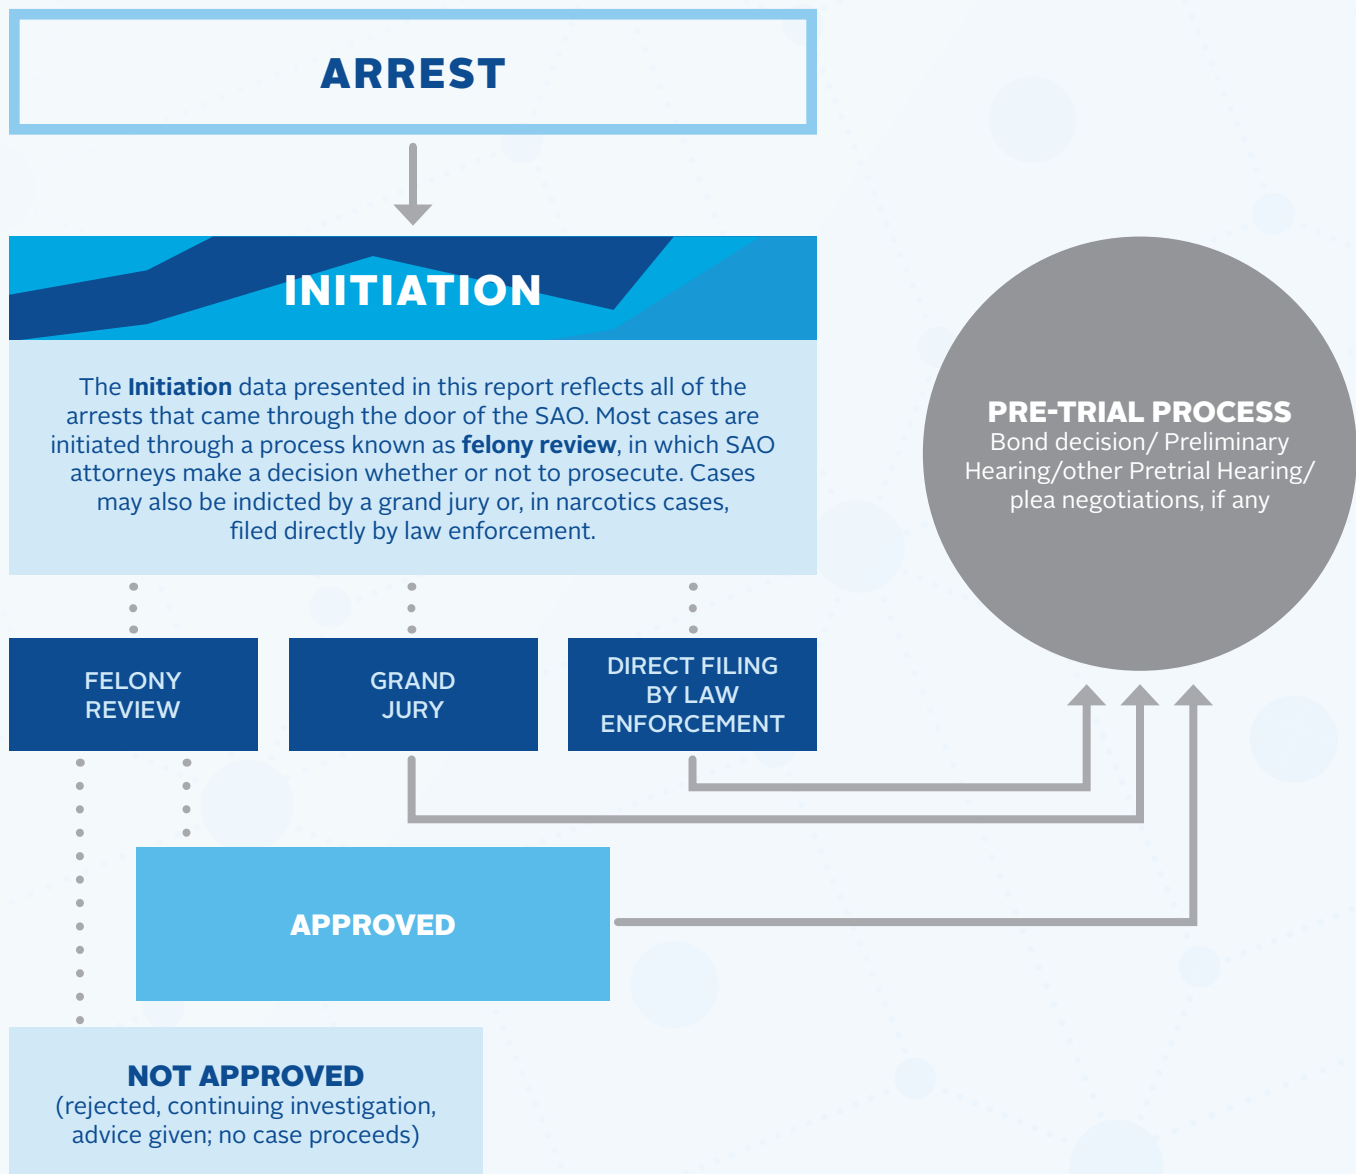 ARREST
INITIATION
The Initiation data presented in this report reflects all of the
arrests that came through the door of the SAO. Most cases are
initiated through a process known as felony review, in which SAO
attorneys make a decision whether or not to prosecute. Cases
may also be indicted by a grand jury or, in narcotics cases,
filed directly by law enforcement.
PRE-TRIAL PROCESS
Bond decision/ Preliminary
Hearing/other Pretrial Hearing/
plea negotiations, if any
FELONY
REVIEW
GRAND
JURY
DIRECT FILING
BY LAW
ENFORCEMENT
APPROVED
NOT APPROVED
(rejected, continuing investigation,
advice given; no case proceeds)